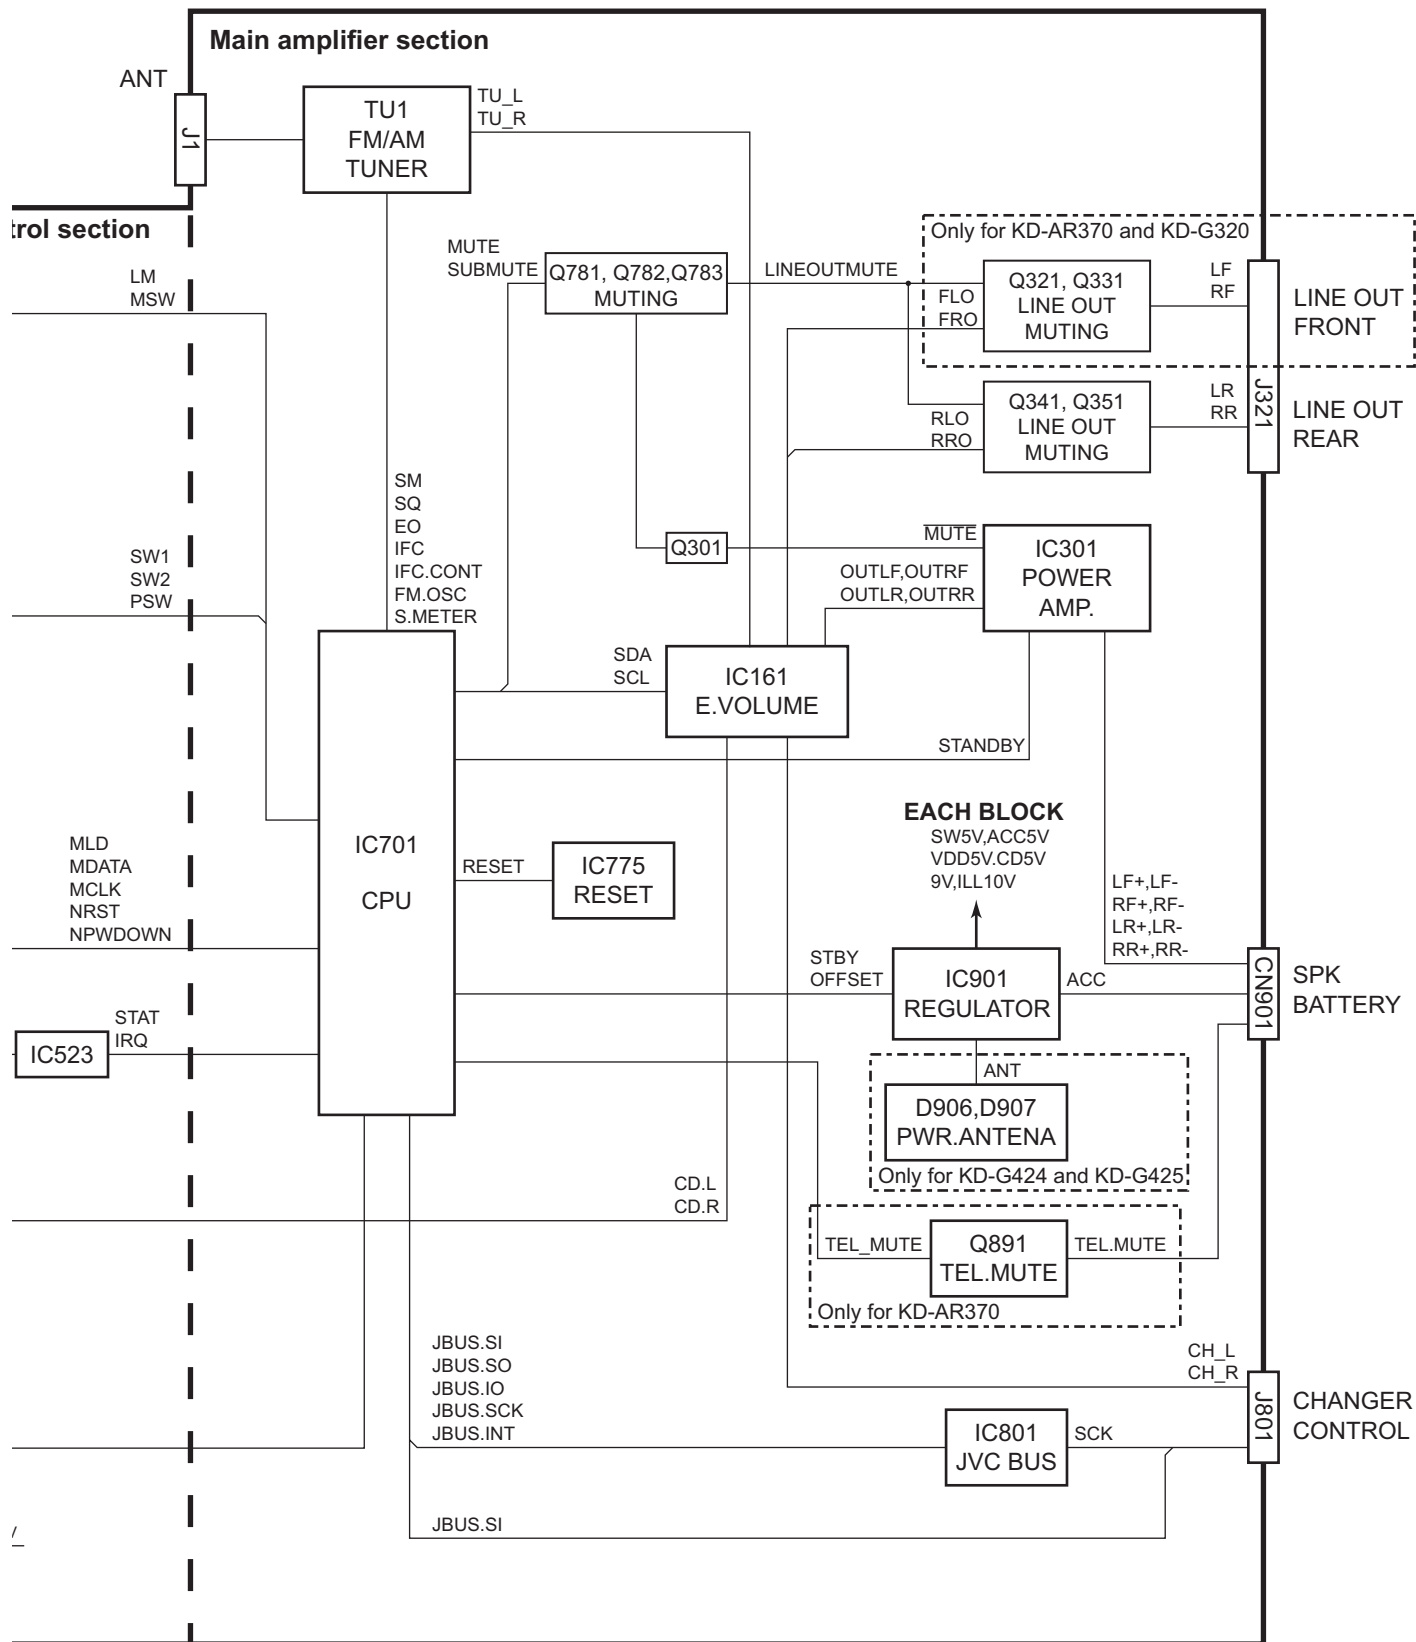 Main amplifier section
ANT
J1
TU1
FM/AM
TUNER
TU_L
TU_R
trol section
LM
MSW
MUTE
SUBMUTE
Q781, Q782,Q783
MUTING
LINEOUTMUTE
Only for KD-AR370 and KD-G320
FLO
FRO
Q321, Q331
LINE OUT
MUTING
LF
RF
LINE OUT
FRONT
RLO
RRO
Q341, Q351
LINE OUT
MUTING
LR
RR
J321
LINE OUT
REAR
SM
SQ
EO
IFC
IFC.CONT
FM.OSC
S.METER
SW1
SW2
PSW
Q301
MUTE
OUTLF,OUTRF
OUTLR,OUTRR
IC301
POWER
AMP.
SDA
SCL
IC161
E.VOLUME
STANDBY
EACH BLOCK
SW5V,ACC5V
VDD5V.CD5V
9V,ILL10V
MLD
MDATA
MCLK
NRST
NPWDOWN
IC701
CPU
RESET
IC775
RESET
LF+,LF-
RF+,RF-
LR+,LR-
RR+,RR-
STBY
OFFSET
IC901
REGULATOR
ACC
CN901
SPK
BATTERY
IC523
STAT
IRQ
ANT
D906,D907
PWR.ANTENA
Only for KD-G424 and KD-G425
CD.L
CD.R
TEL_MUTE
Q891
TEL.MUTE
TEL.MUTE
Only for KD-AR370
JBUS.SI
JBUS.SO
JBUS.IO
JBUS.SCK
JBUS.INT
CH_L
CH_R
IC801
JVC BUS
SCK
J801
CHANGER
CONTROL
JBUS.SI